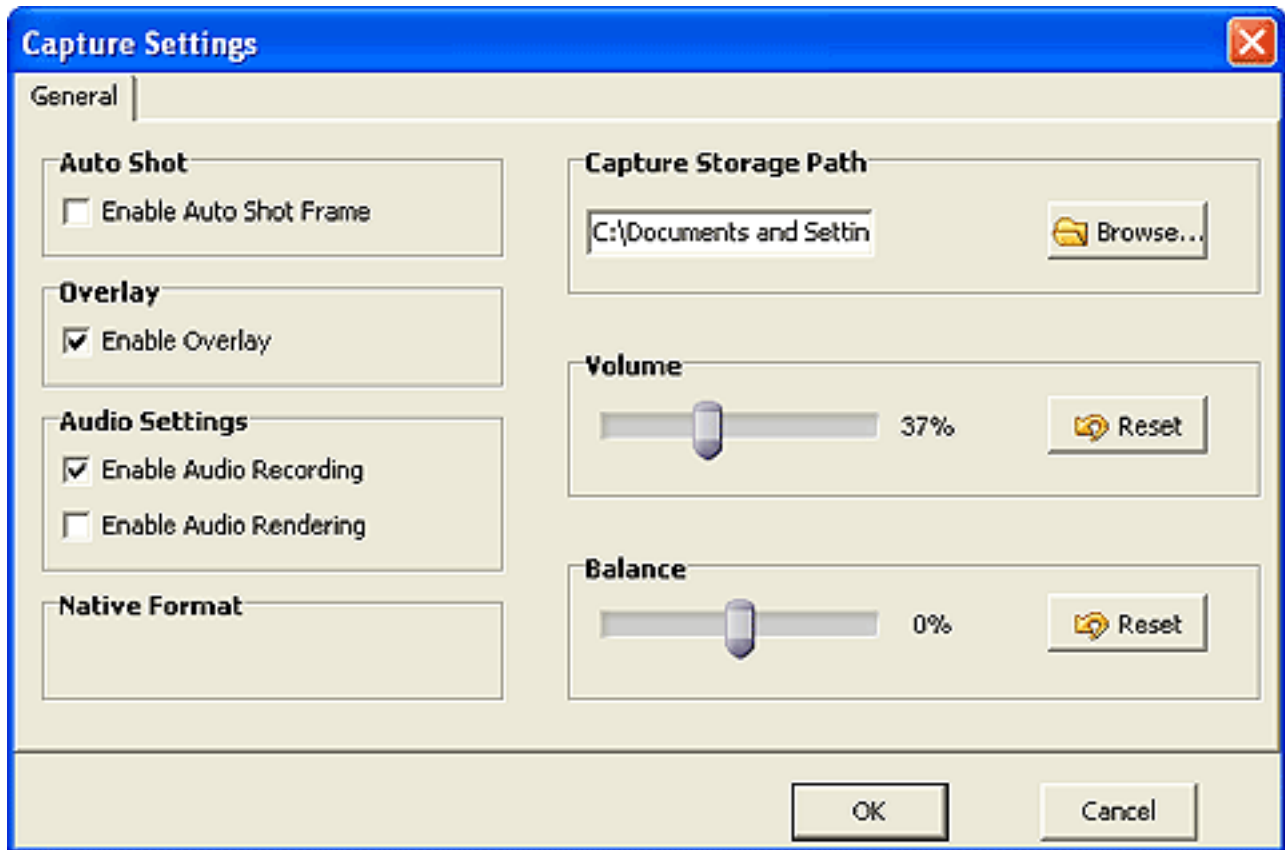 Capture Settings
General
Auto Shot
Enable Auto Shot Frame
Overlay
Enable Overlay
Audio Settings
Enable Audio Recording
Enable Audio Rendering
Native Format
Capture Storage Path
C:\Documents and Settin
Browse...
Volume
37%
Reset
Balance
0%
Reset
OK
Cancel